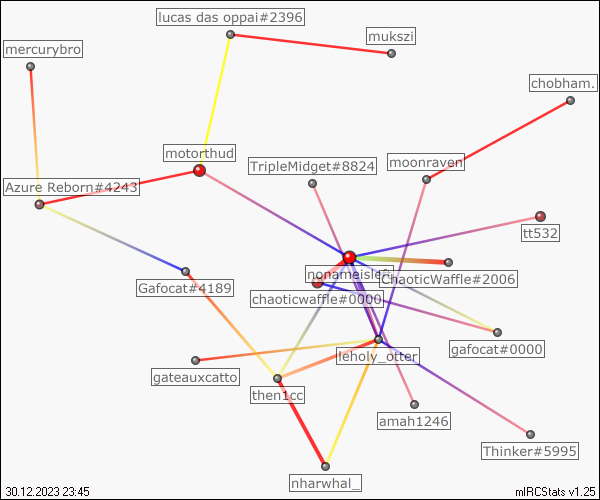 lucas das oppai#2396
mukszi
mercurybro
chobham.
motorthud
TripleMidget#8824
moonraven
Azure Reborn#4243
tt532
nonameisleft
ChaoticWaffle#2006
Gafocat#4189
chaoticwaffle#0000
gafocat#0000
leholy_otter
gateauxcatto
then1cc
amah1246
Thinker#5995
nharwhal_
30.12.2023 23:45
mIRCStats v1.25